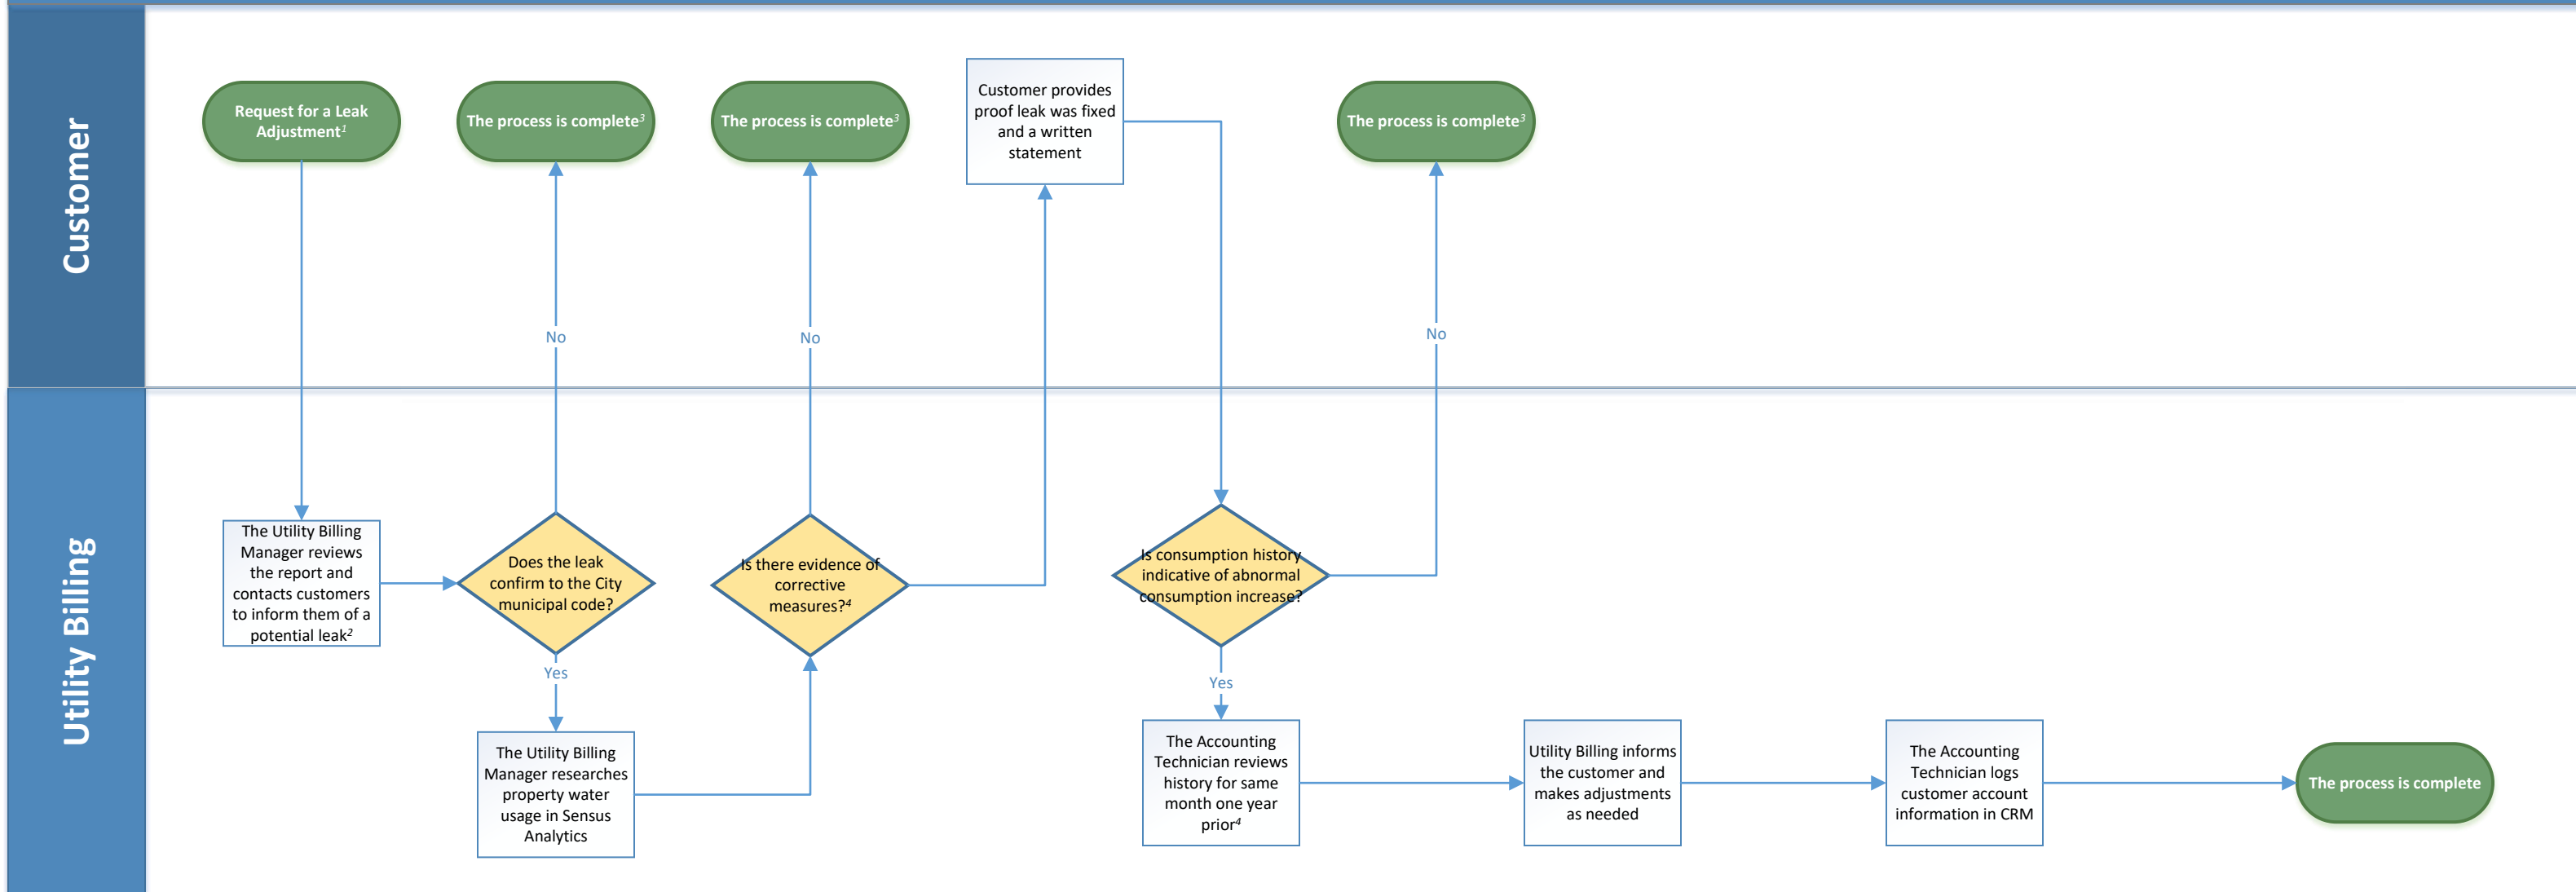 Customer
Request for a Leak
Adjustment¹
The process is complete³
The process is complete³
Customer provides
proof leak was fixed
and a written
statement
The process is complete³
No
No
No
Utility Billing
The Utility Billing
Manager reviews
the report and
contacts customers
to inform them of a
potential leak²
Does the leak
confirm to the City
municipal code?
Yes
The Utility Billing
Manager researches
property water
usage in Sensus
Analytics
Is there evidence of
corrective
measures?⁴
Is consumption history
indicative of abnormal
consumption increase?
Yes
The Accounting
Technician reviews
history for same
month one year
prior⁴
Utility Billing informs
the customer and
makes adjustments
as needed
The Accounting
Technician logs
customer account
information in CRM
The process is complete